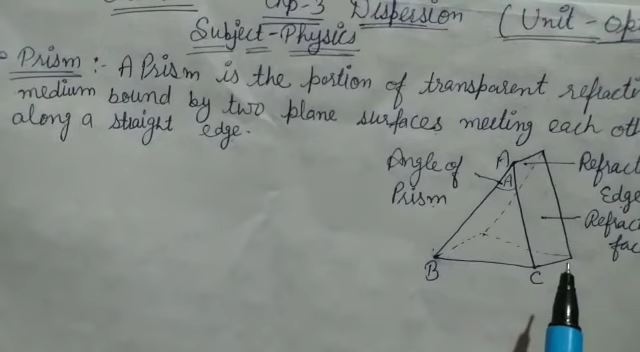 Chp-3 Dispersion (Unit-Op
Subject-Physics
Prism :- A Prism is the portion of transparent refracti
medium bound by two plane surfaces meeting each oth
along a straight edge.
Angle of Prism
A
A
B
C
Refract
Edge
Refrac
fac